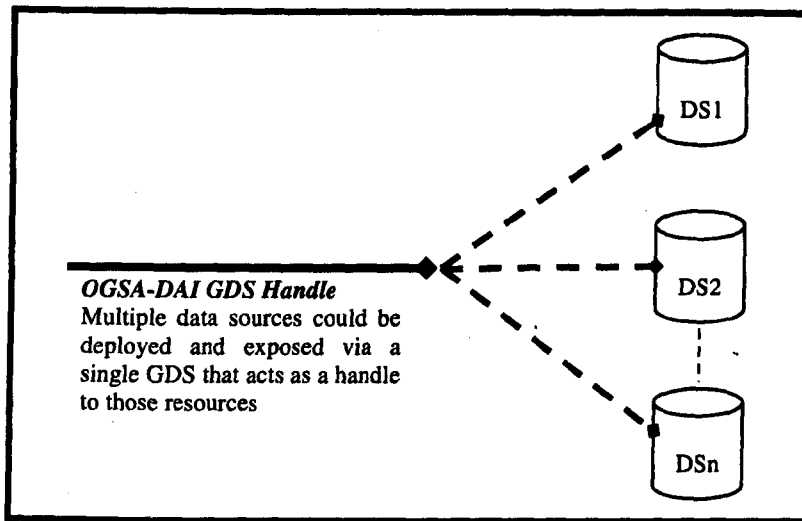 DS1
DS2
OGSA-DAI GDS Handle
Multiple data sources could be
deployed and exposed via a
single GDS that acts as a handle
to those resources
DSn